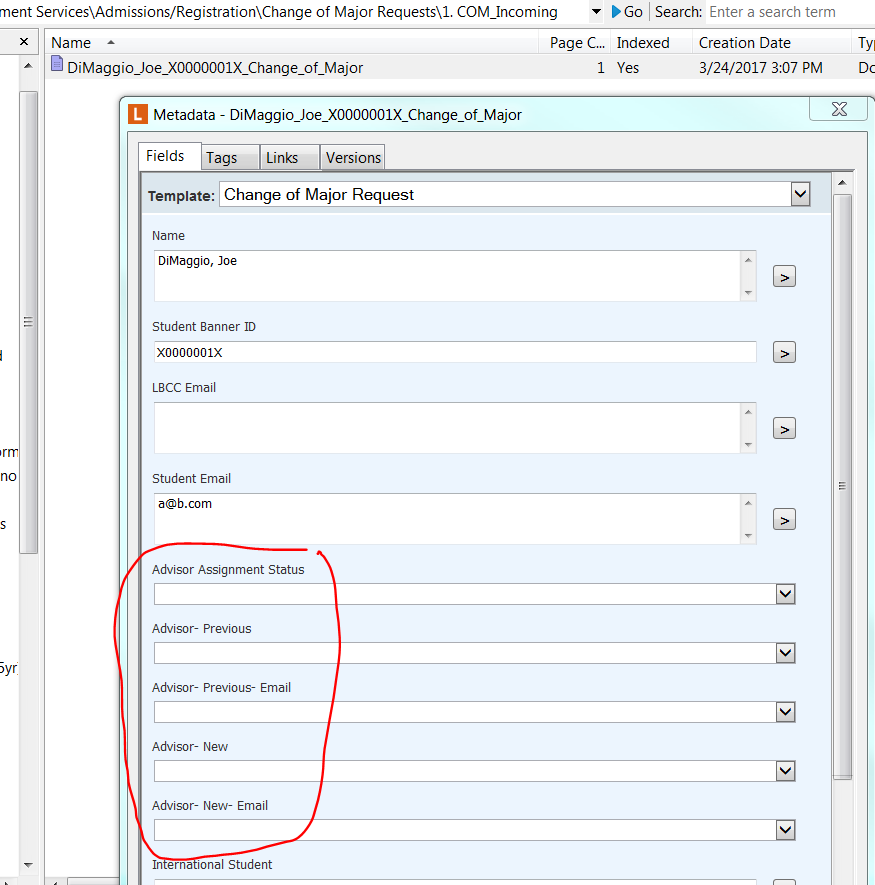 ment Services\Admissions/Registration\Change of Major Requests\1. COM_Incoming Go Search: Enter a search term
Name Page C... Indexed Creation Date Ty
DiMaggio_Joe_X0000001X_Change_of_Major 1 Yes 3/24/2017 3:07 PM Do
L Metadata - DiMaggio_Joe_X0000001X_Change_of_Major
Fields Tags Links Versions
Template: Change of Major Request
Name
DiMaggio, Joe
>
Student Banner ID
X0000001X >
LBCC Email
>
Student Email
a@b.com
>
Advisor Assignment Status
Advisor- Previous
Advisor- Previous- Email
Advisor- New
Advisor- New- Email
International Student
orm
no
s
5yr